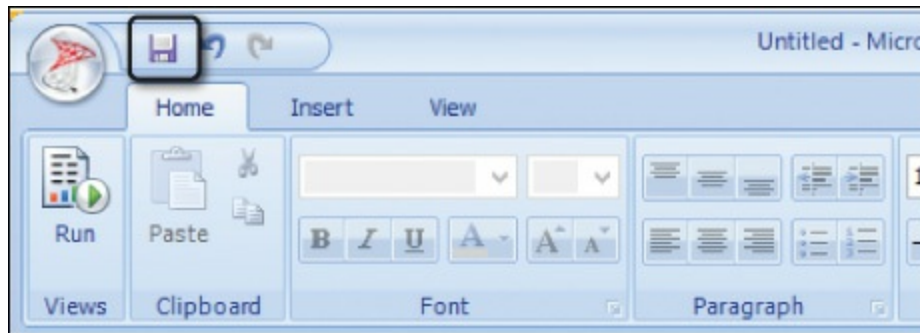 Untitled - Micro
Home Insert View
Run Paste
B I U A A A
Views Clipboard Font Paragraph